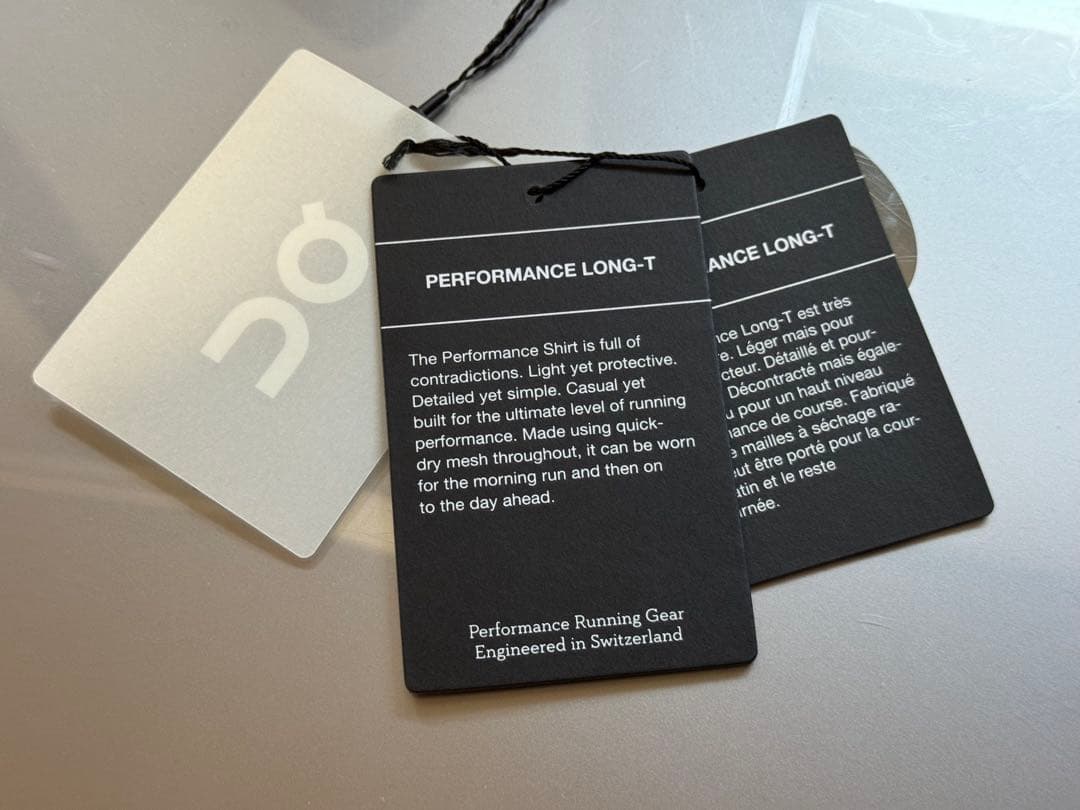 On
PERFORMANCE LONG-T
The Performance Shirt is full of
contradictions. Light yet protective.
Detailed yet simple. Casual yet
built for the ultimate level of running
performance. Made using quick-
dry mesh throughout, it can be worn
for the morning run and then on
to the day ahead.
Performance Running Gear
Engineered in Switzerland
LONG-T
Long-T est très
Léger mais pour
Détaillé et pour-
Décontracté mais égale-
pour un haut niveau
de course. Fabriqué
mailles à séchage ra-
être porté pour la cour-
et le reste